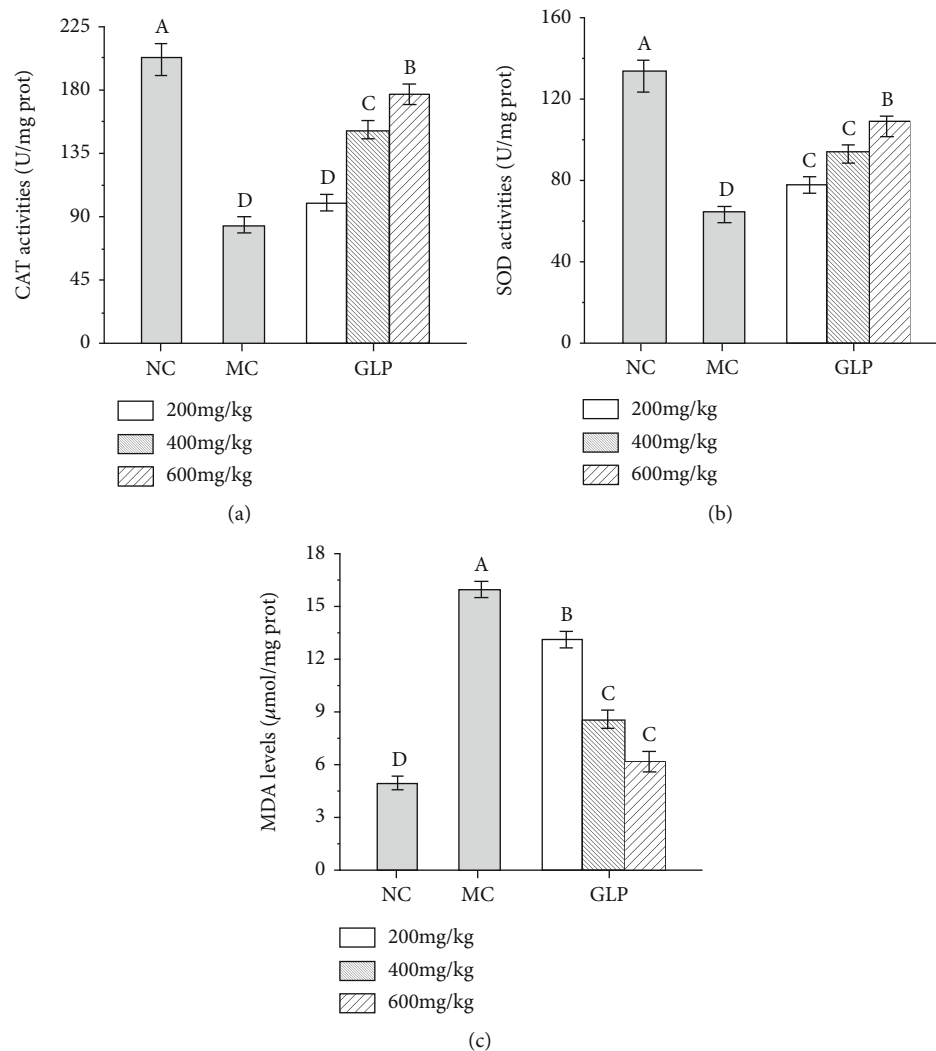 225
180
135
90
45
0
CAT activities (U/mg prot)
A
D
D
C
B
NC
MC
GLP
200mg/kg
400mg/kg
600mg/kg
(a)
160
120
80
40
0
SOD activities (U/mg prot)
A
D
C
C
B
NC
MC
GLP
200mg/kg
400mg/kg
600mg/kg
(b)
18
15
12
9
6
3
0
MDA levels (μmol/mg prot)
D
A
B
C
C
NC
MC
GLP
200mg/kg
400mg/kg
600mg/kg
(c)